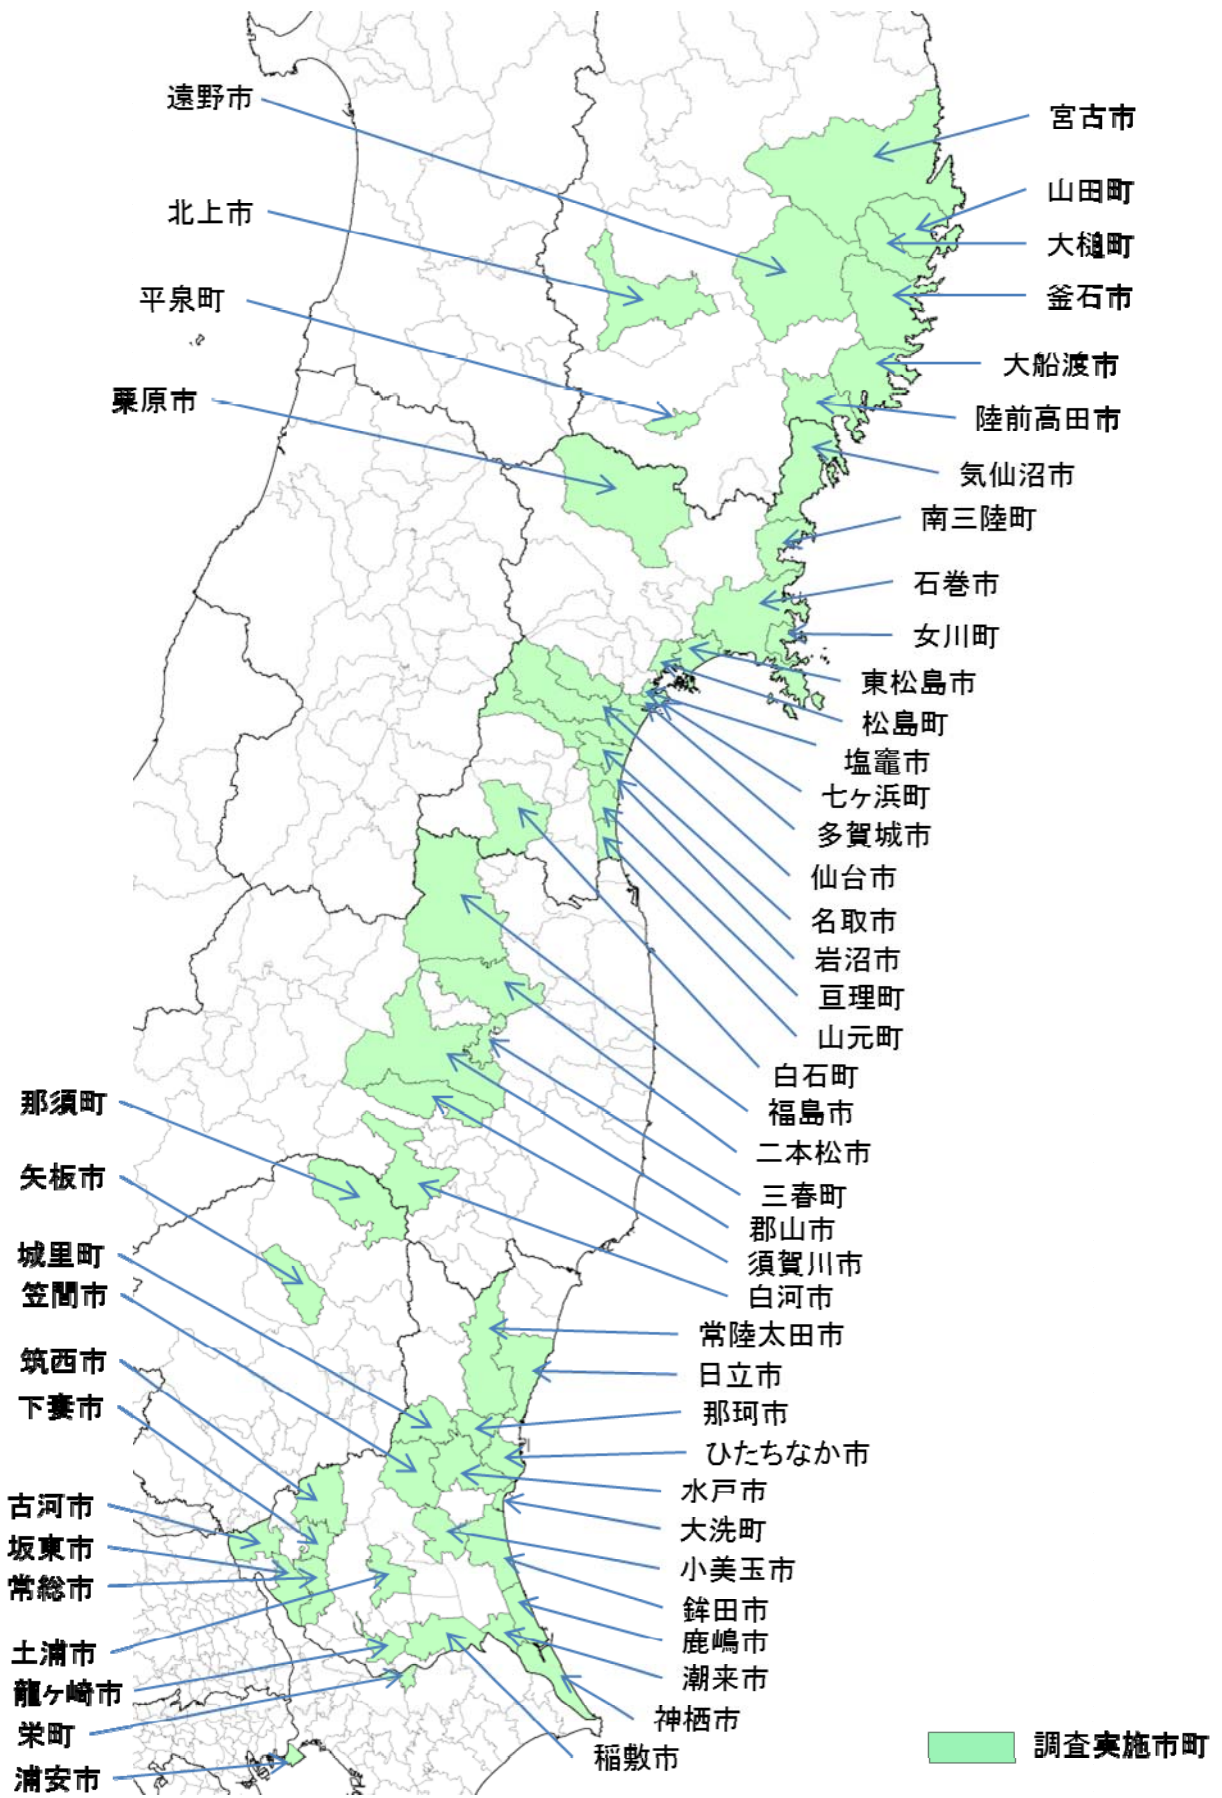 遠野市
宮古市
山田町
北上市
大槌町
平泉町
釜石市
大船渡市
栗原市
陸前高田市
気仙沼市
南三陸町
石巻市
女川町
東松島市
松島町
塩竈市
七ヶ浜町
多賀城市
仙台市
名取市
岩沼市
亘理町
山元町
白石町
福島市
二本松市
三春町
郡山市
須賀川市
白河市
那須町
矢板市
城里町
笠間市
筑西市
下妻市
古河市
坂東市
常総市
土浦市
龍ヶ崎市
栄町
浦安市
常陸太田市
日立市
那珂市
ひたちなか市
水戸市
大洗町
小美玉市
鉾田市
鹿嶋市
潮来市
神栖市
稲敷市
調査実施市町